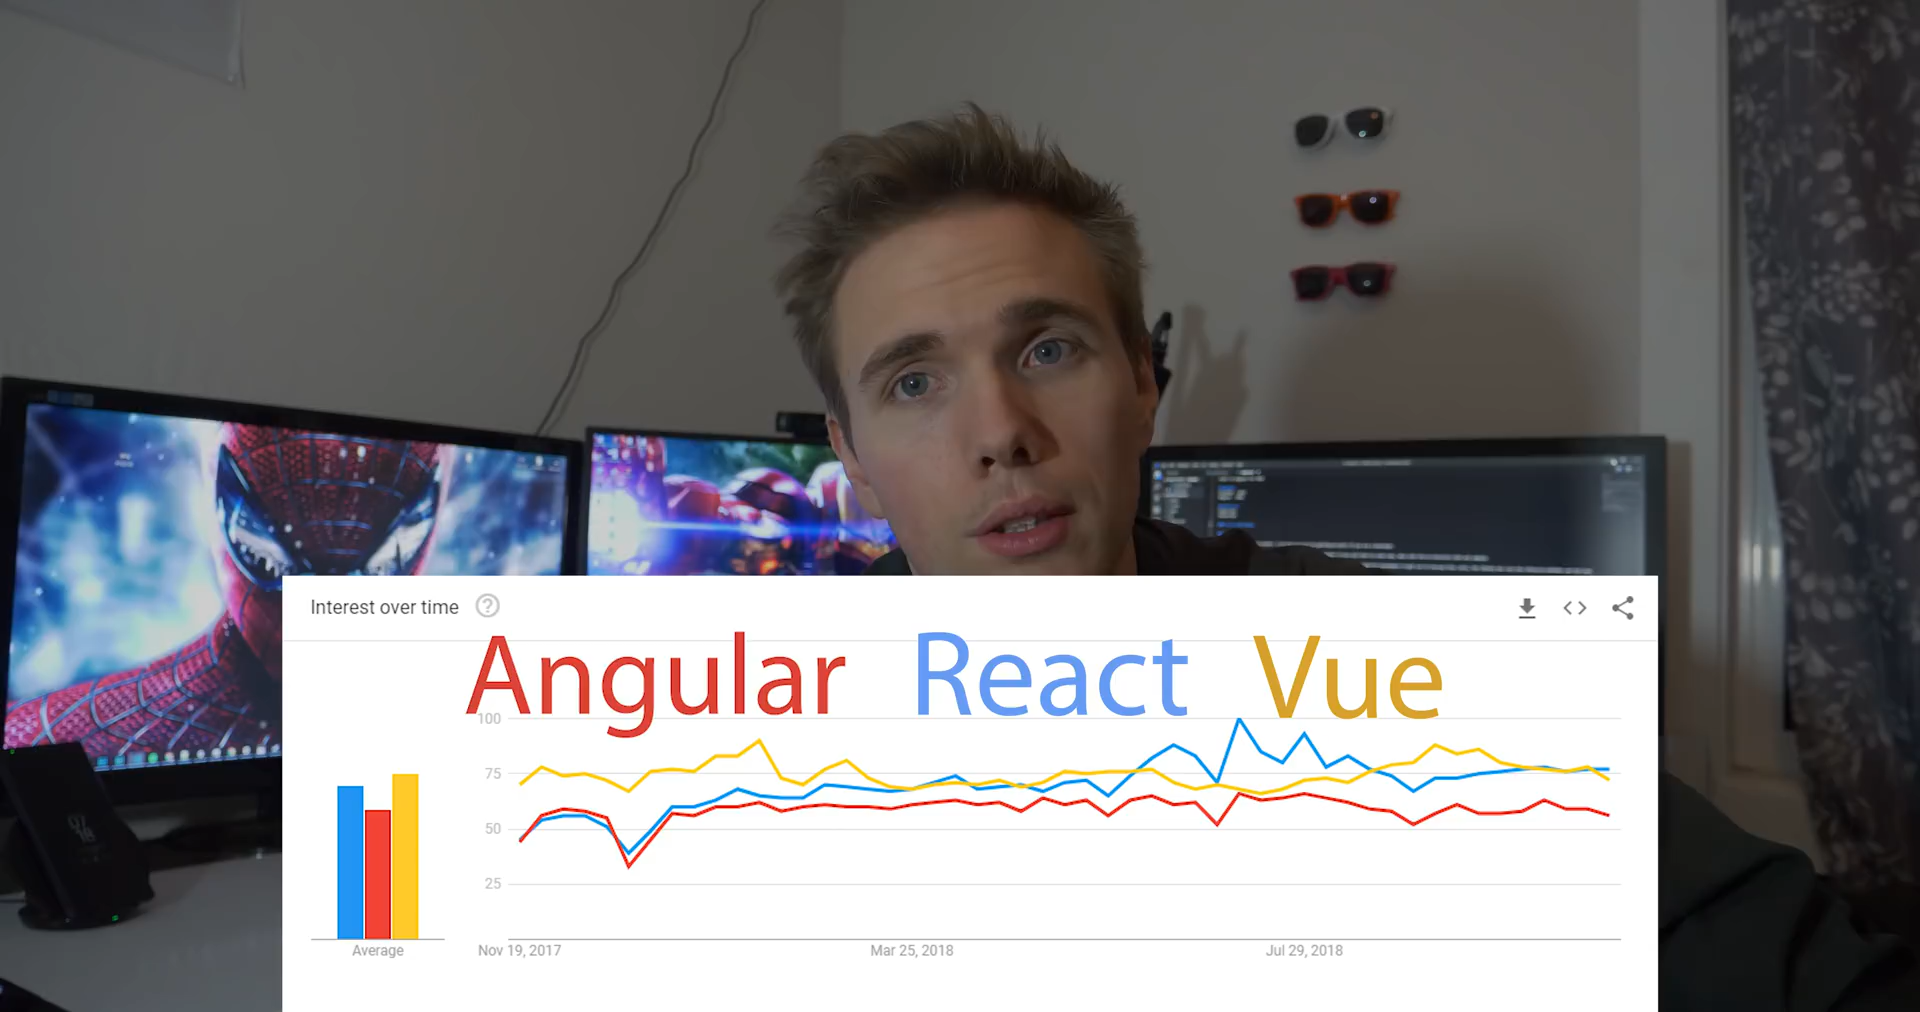 Interest over time
Angular React Vue
100
75
50
25
Average
Nov 19, 2017 Mar 25, 2018 Jul 29, 2018